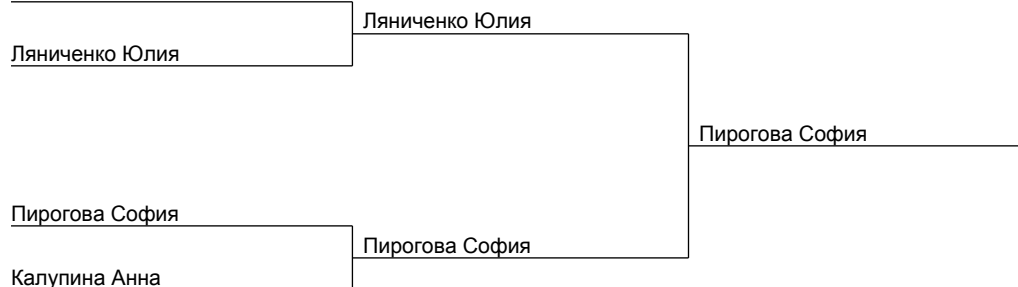 Ляниченко Юлия
Ляниченко Юлия
Пирогова София
Пирогова София
Пирогова София
Калупина Анна